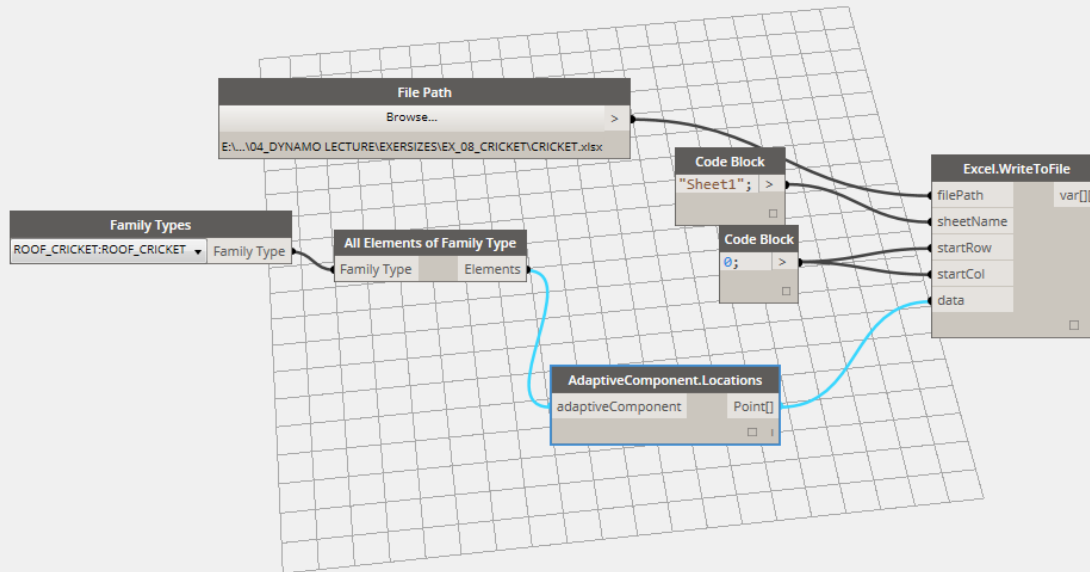 File Path
Browse...
>
E:\...\04_DYNAMO LECTURE\EXERSIZES\EX_08_CRICKET\CRICKET.xlsx
Code Block
"Sheet1"; >
Excel.WriteToFile
filePath var[][
sheetName
startRow
startCol
data
Family Types
ROOF_CRICKET:ROOF_CRICKET Family Type
All Elements of Family Type
Family Type Elements
Code Block
0; >
AdaptiveComponent.Locations
adaptiveComponent Point[]